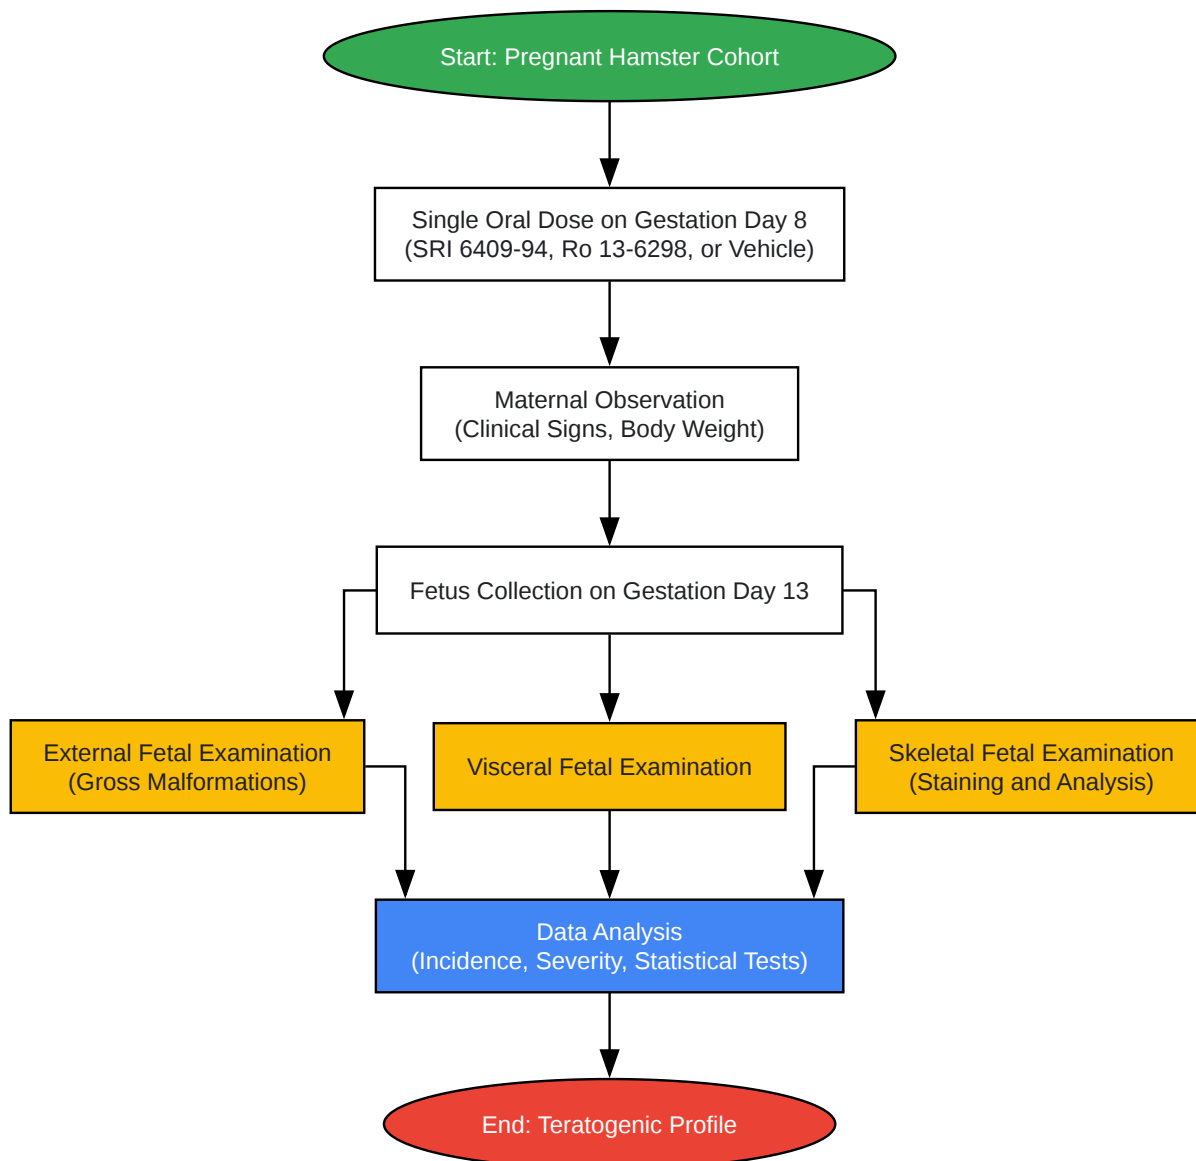 Start: Pregnant Hamster Cohort
Single Oral Dose on Gestation Day 8
(SRI 6409-94, Ro 13-6298, or Vehicle)
Maternal Observation
(Clinical Signs, Body Weight)
Fetus Collection on Gestation Day 13
External Fetal Examination
(Gross Malformations)
Visceral Fetal Examination
Skeletal Fetal Examination
(Staining and Analysis)
Data Analysis
(Incidence, Severity, Statistical Tests)
End: Teratogenic Profile